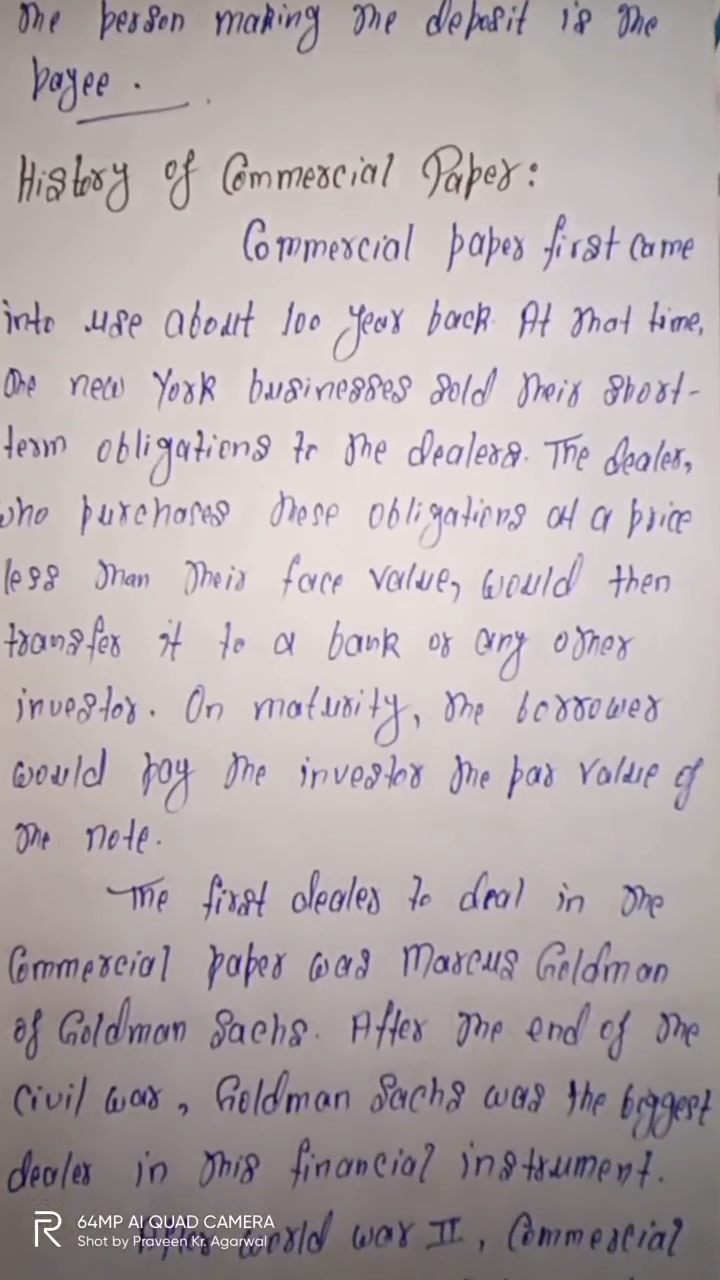 The person making the deposit is the
payee.
History of Commercial Paper:
Commercial paper first came
into use about 100 year back. At that time,
the new York businesses sold their short-
term obligations to the dealers. The dealer,
who purchases these obligations at a price
less than their face value, would then
transfer it to a bank or any other
investor. On maturity, the borrower
would pay the investor the par value of
the note.
The first dealer to deal in the
Commercial paper was Marcus Goldman
of Goldman Sachs. After the end of the
civil war, Goldman Sachs was the biggest
dealer in this financial instrument.
After world war II, Commercial
64MP AI QUAD CAMERA
Shot by Praveen Kr. Agarwal